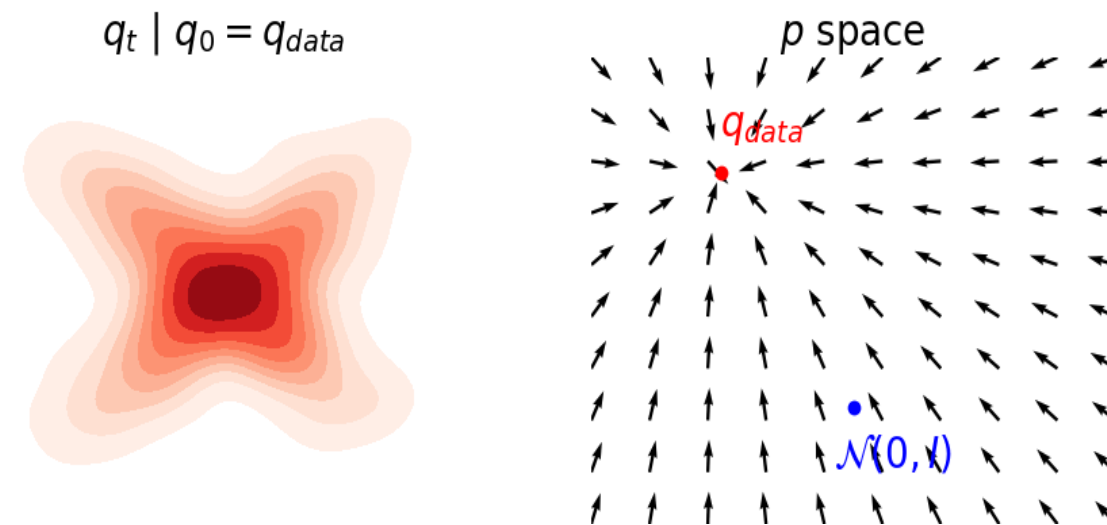 q_t | q_0 = q_data
p space
q_data
𝒩(0, I)